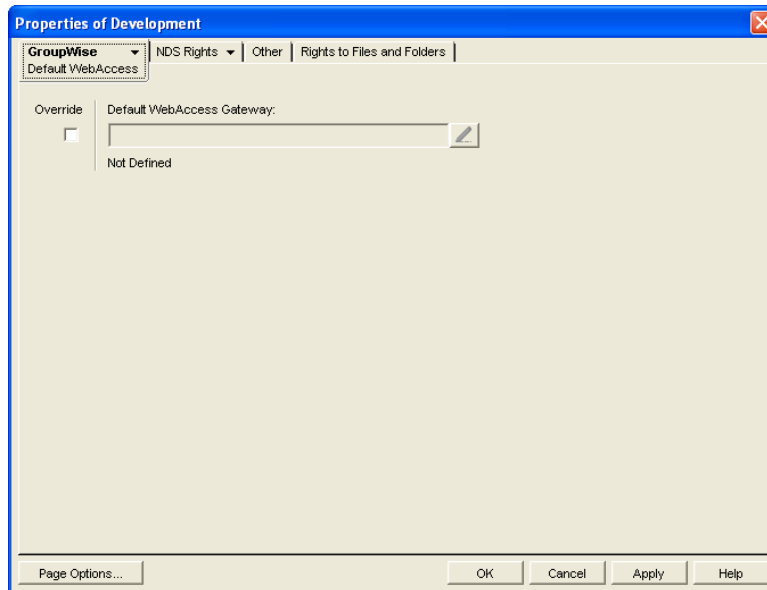 Properties of Development
GroupWise NDS Rights Other Rights to Files and Folders
Default WebAccess
Override Default WebAccess Gateway:
Not Defined
Page Options... OK Cancel Apply Help